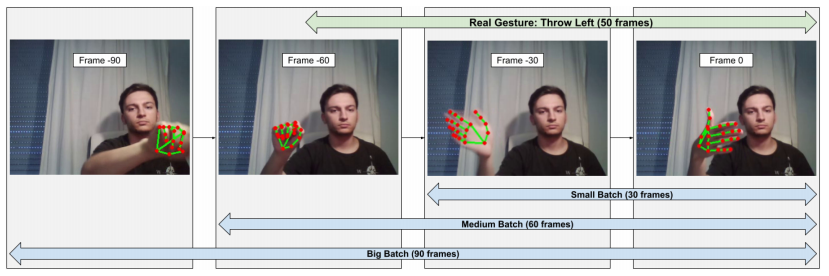 Real Gesture: Throw Left (50 frames)
Frame -90
Frame -60
Frame -30
Frame 0
Small Batch (30 frames)
Medium Batch (60 frames)
Big Batch (90 frames)